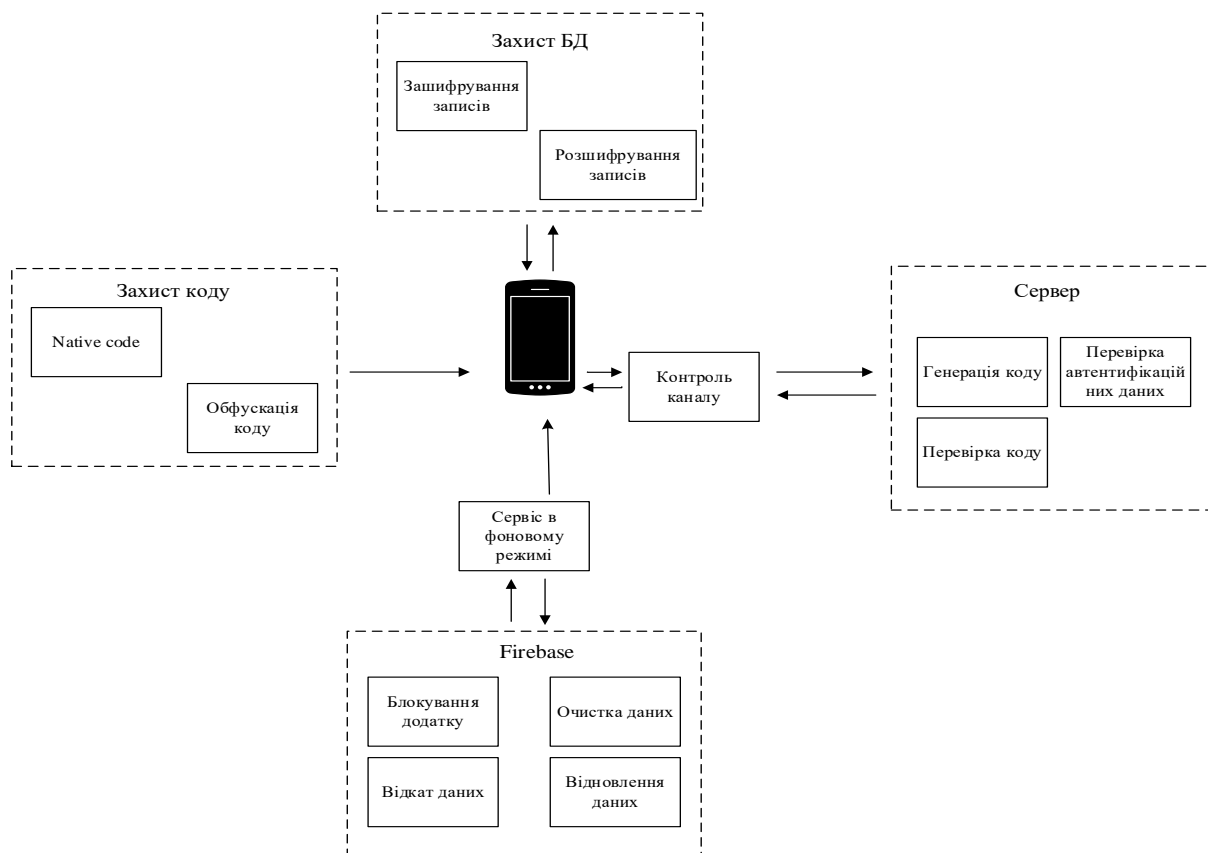 Захист БД
Зашифрування
записів
Розшифрування
записів
Захист коду
Native code
Обфускація
коду
Контроль
каналу
Сервер
Генерація коду
Перевірка
автентифікацій
них даних
Перевірка коду
Сервіс в
фоновому
режимі
Firebase
Блокування
додатку
Очистка даних
Відкат даних
Відновлення
даних